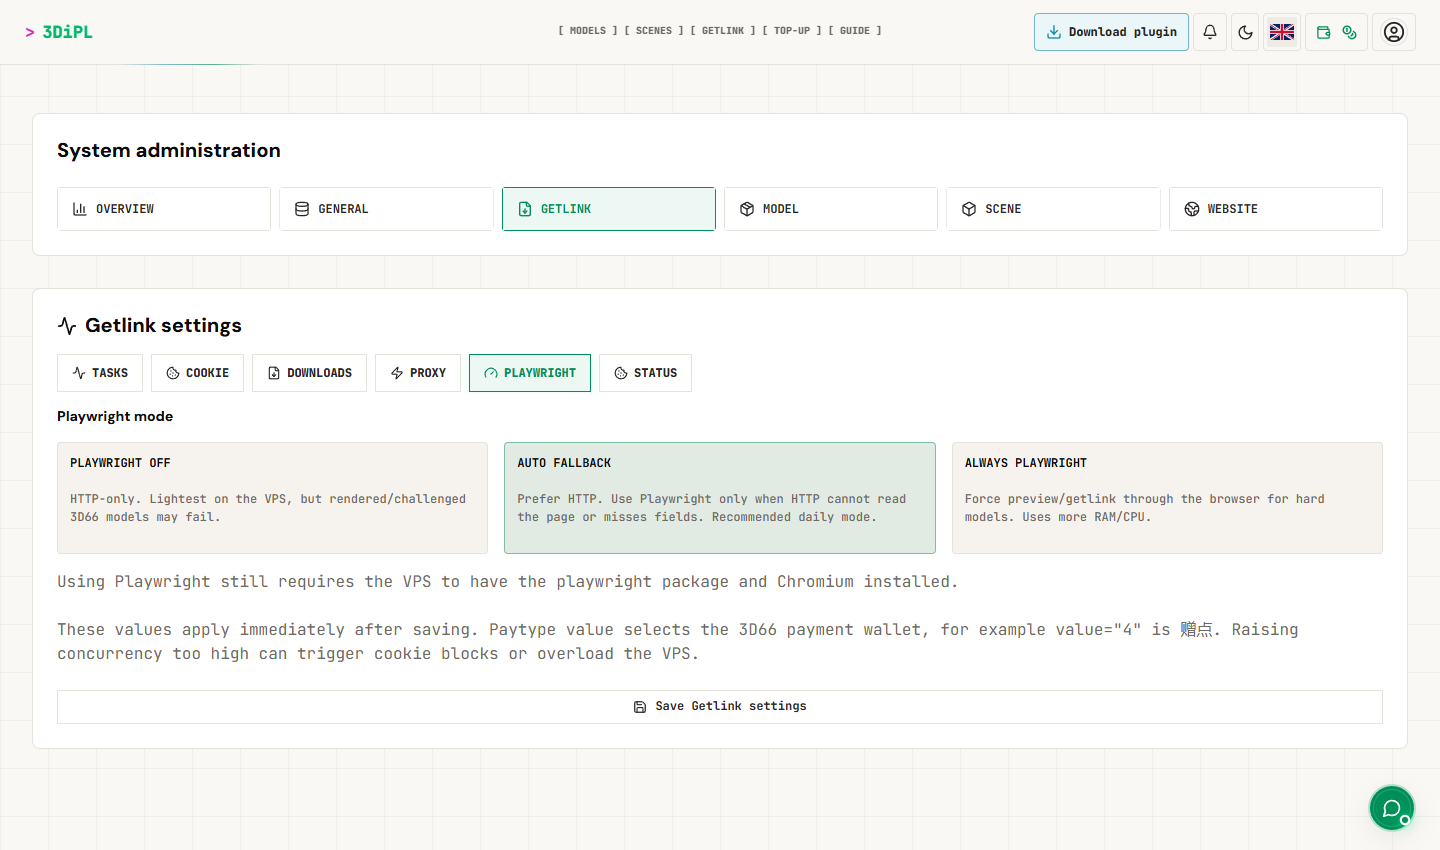 > 3DiPL
[ MODELS ] [ SCENES ] [ GETLINK ] [ TOP-UP ] [ GUIDE ]
Download plugin
System administration
OVERVIEW
GENERAL
GETLINK
MODEL
SCENE
WEBSITE
Getlink settings
TASKS
COOKIE
DOWNLOADS
PROXY
PLAYWRIGHT
STATUS
Playwright mode
PLAYWRIGHT OFF
HTTP-only. Lightest on the VPS, but rendered/challenged
3D66 models may fail.
AUTO FALLBACK
Prefer HTTP. Use Playwright only when HTTP cannot read
the page or misses fields. Recommended daily mode.
ALWAYS PLAYWRIGHT
Force preview/getlink through the browser for hard
models. Uses more RAM/CPU.
Using Playwright still requires the VPS to have the playwright package and Chromium installed.
These values apply immediately after saving. Paytype value selects the 3D66 payment wallet, for example value="4" is 赠点. Raising
concurrency too high can trigger cookie blocks or overload the VPS.
Save Getlink settings